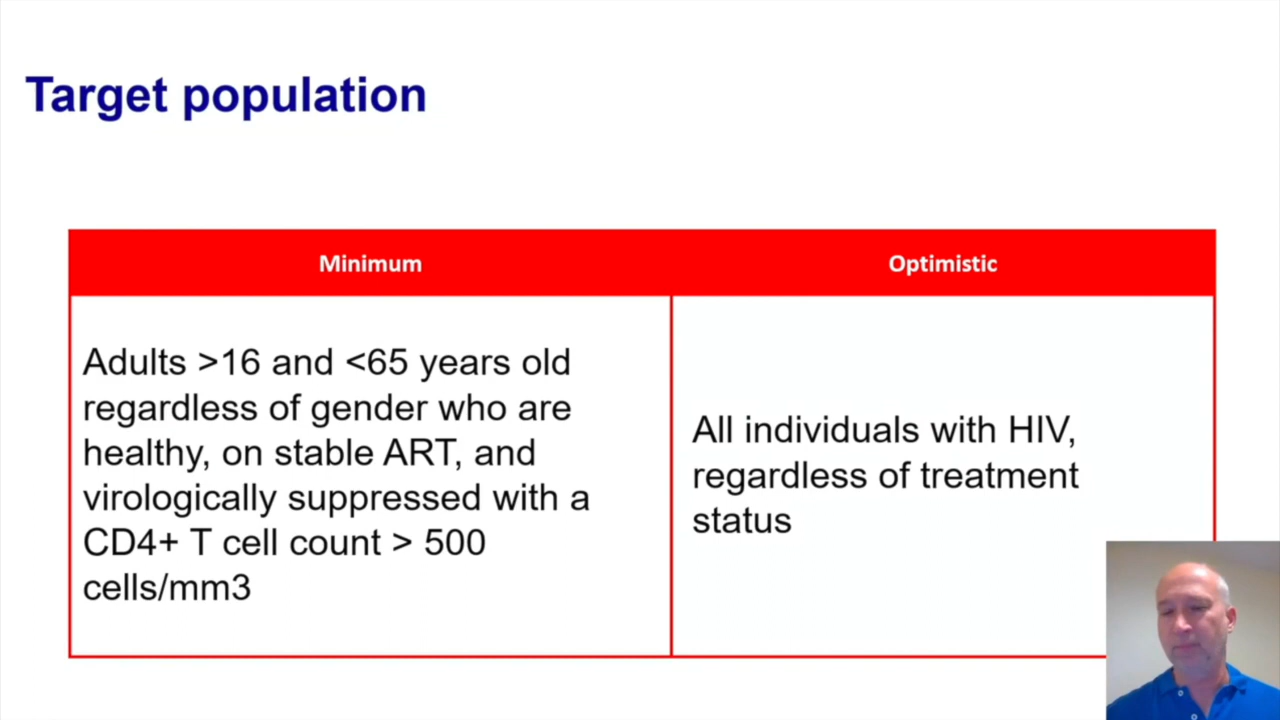 Target population
Minimum
Optimistic
Adults >16 and <65 years old
regardless of gender who are
healthy, on stable ART, and
virologically suppressed with a
CD4+ T cell count > 500
cells/mm3
All individuals with HIV,
regardless of treatment
status